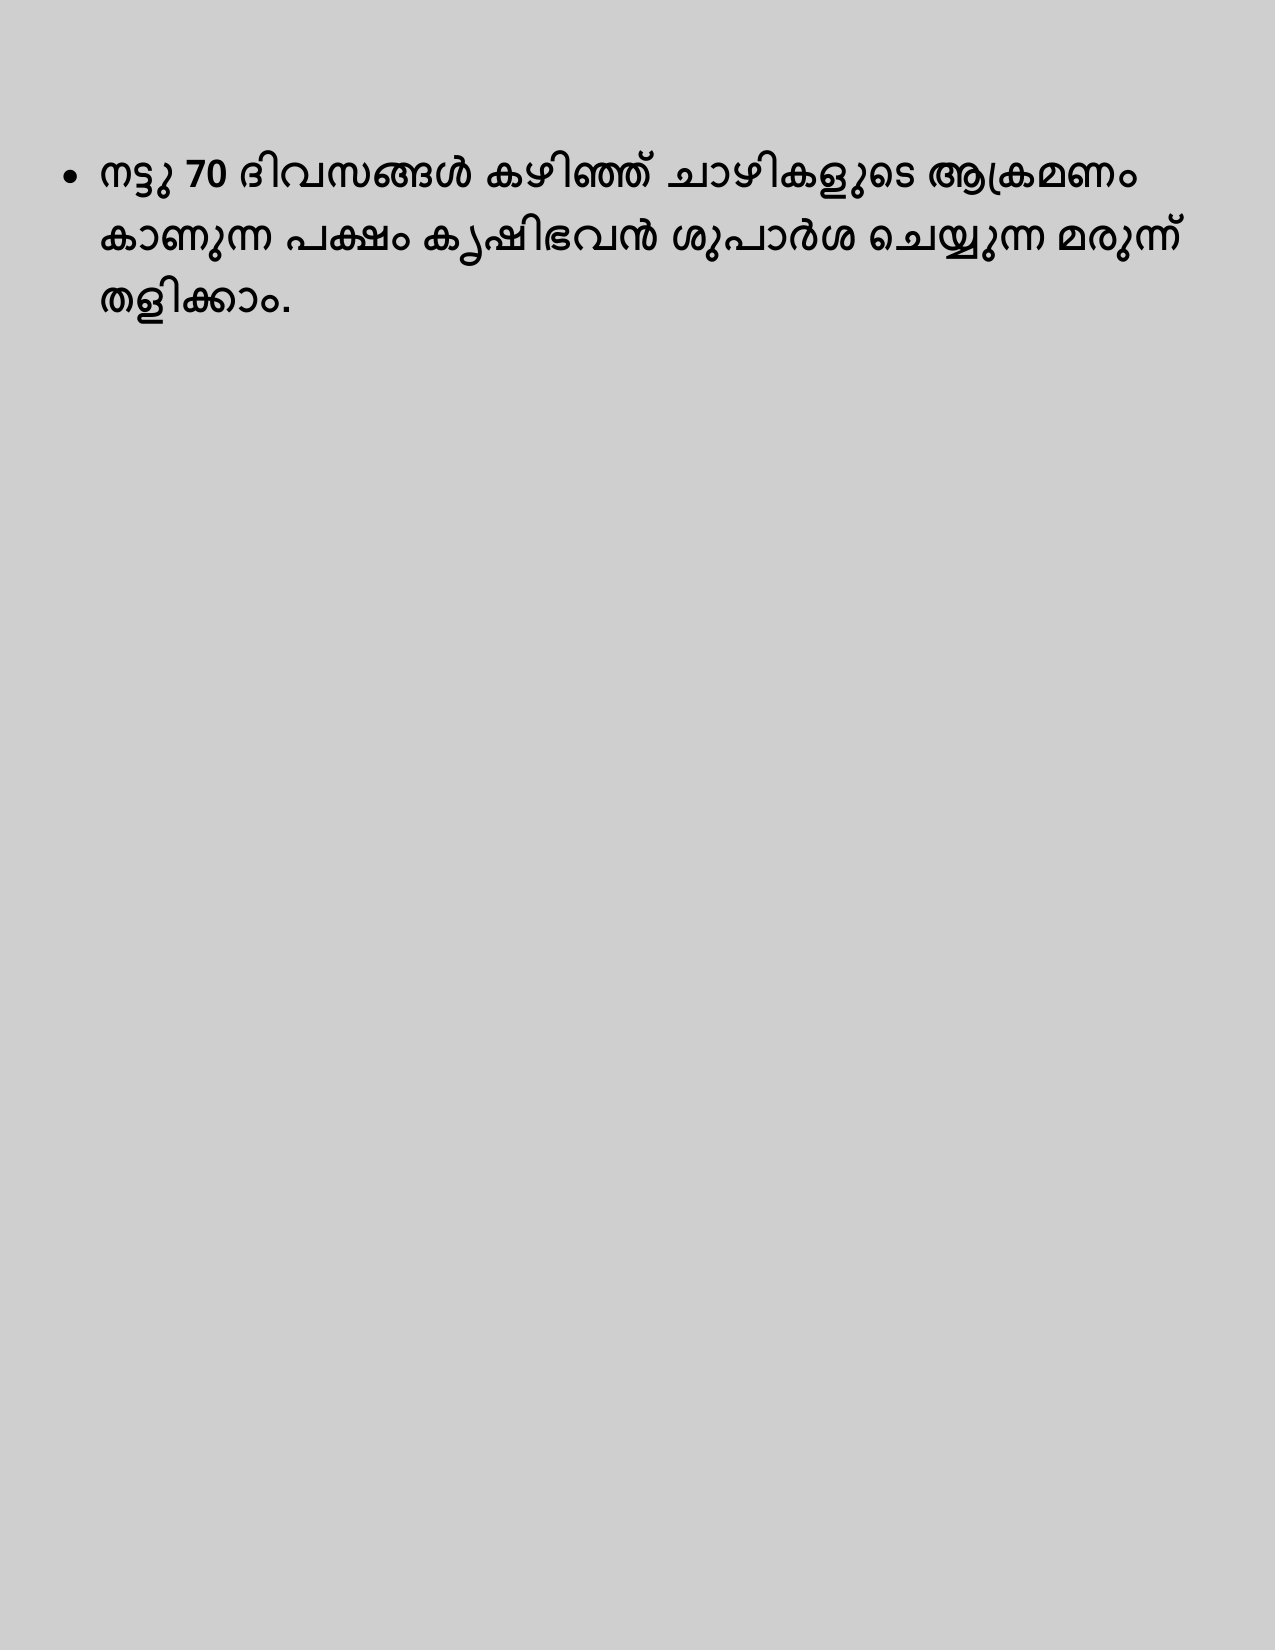 • നട്ടു 70 ദിവസങ്ങൾ കഴിഞ്ഞ് ചാഴികളുടെ ആക്രമണം
കാണുന്ന പക്ഷം കൃഷിഭവൻ ശുപാർശ ചെയ്യുന്ന മരുന്ന്
തളിക്കാം.